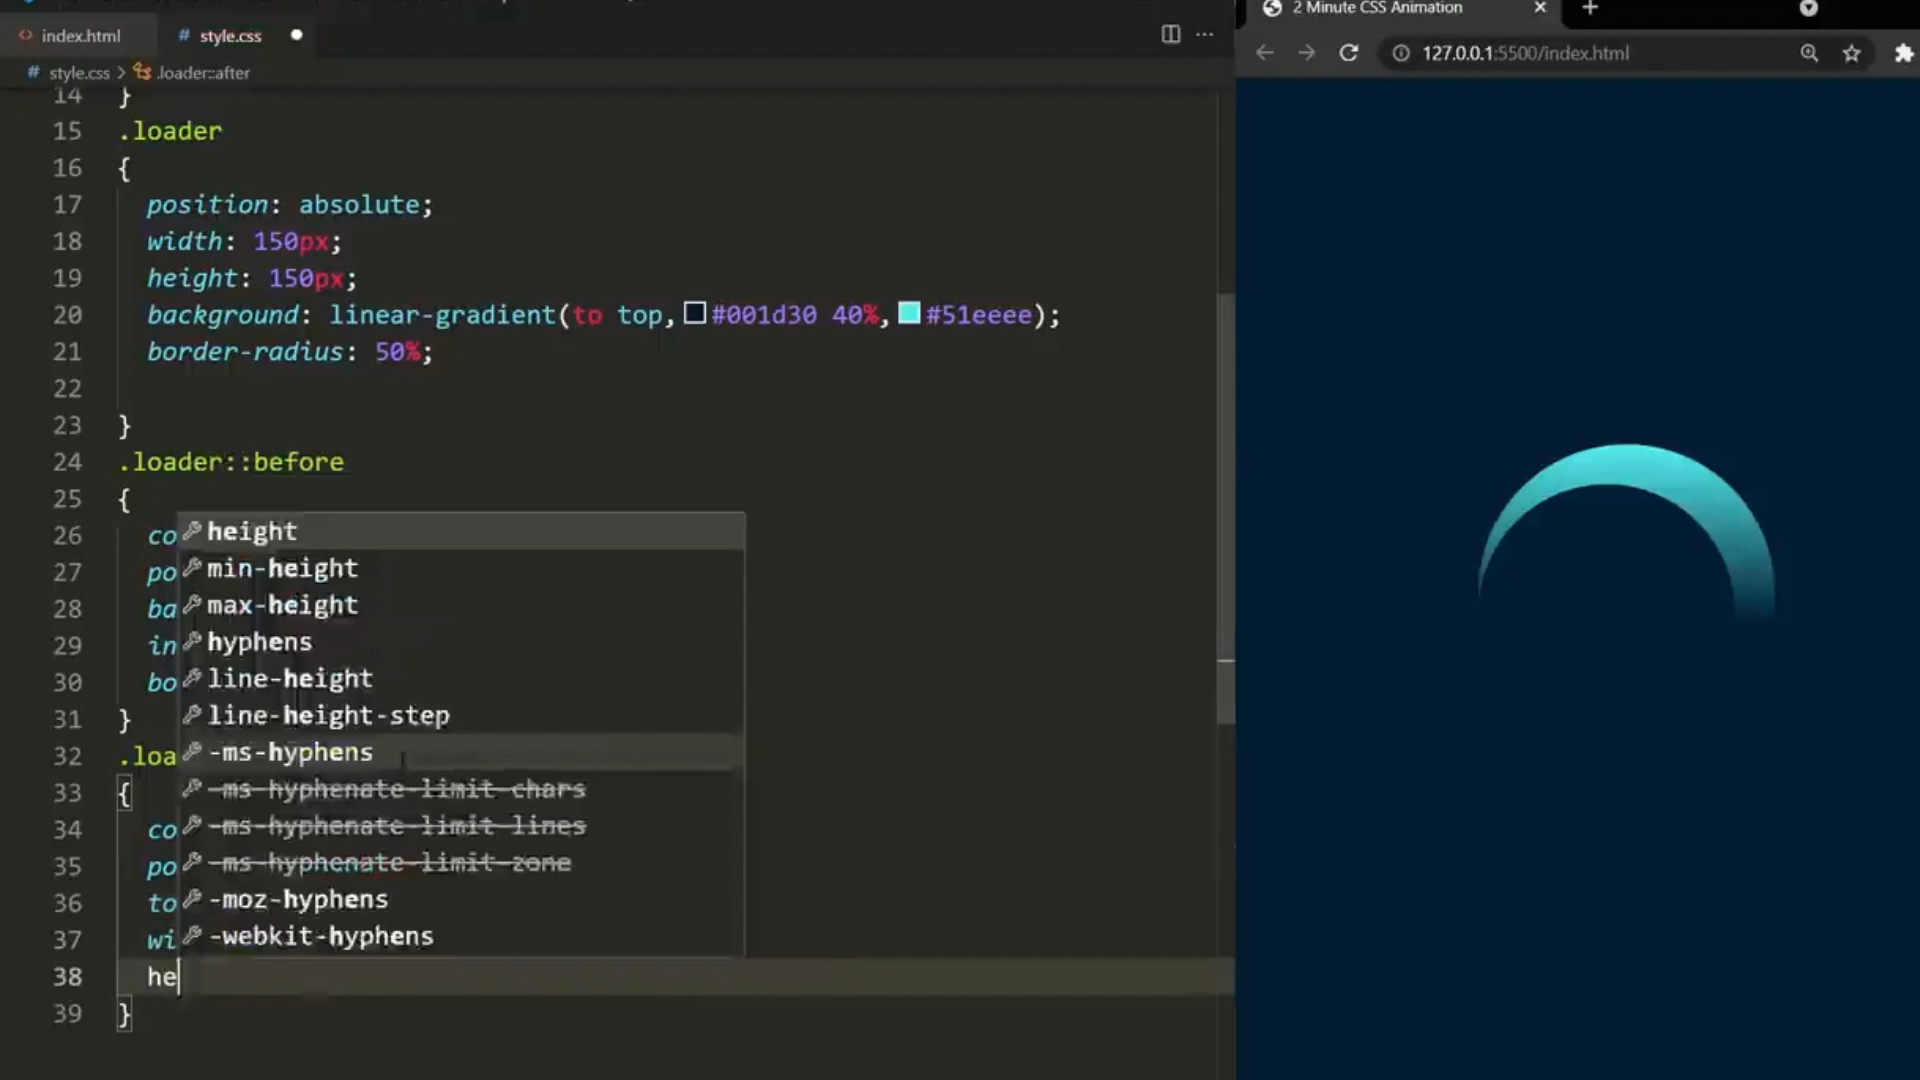 index.html
# style.css
# style.css > .loader::after
2 Minute CSS Animation
127.0.0.1:5500/index.html
14 }
15 .loader
16 {
17 position: absolute;
18 width: 150px;
19 height: 150px;
20 background: linear-gradient(to top, #001d30 40%, #51eeee);
21 border-radius: 50%;
22
23 }
24 .loader::before
25 {
26 co
27 po
28 ba
29 in
30 bo
31 }
32 .loa
33 {
34 co
35 po
36 to
37 wi
38 he
39 }
height
min-height
max-height
hyphens
line-height
line-height-step
-ms-hyphens
-ms-hyphenate-limit-chars
-ms-hyphenate-limit-lines
-ms-hyphenate-limit-zone
-moz-hyphens
-webkit-hyphens